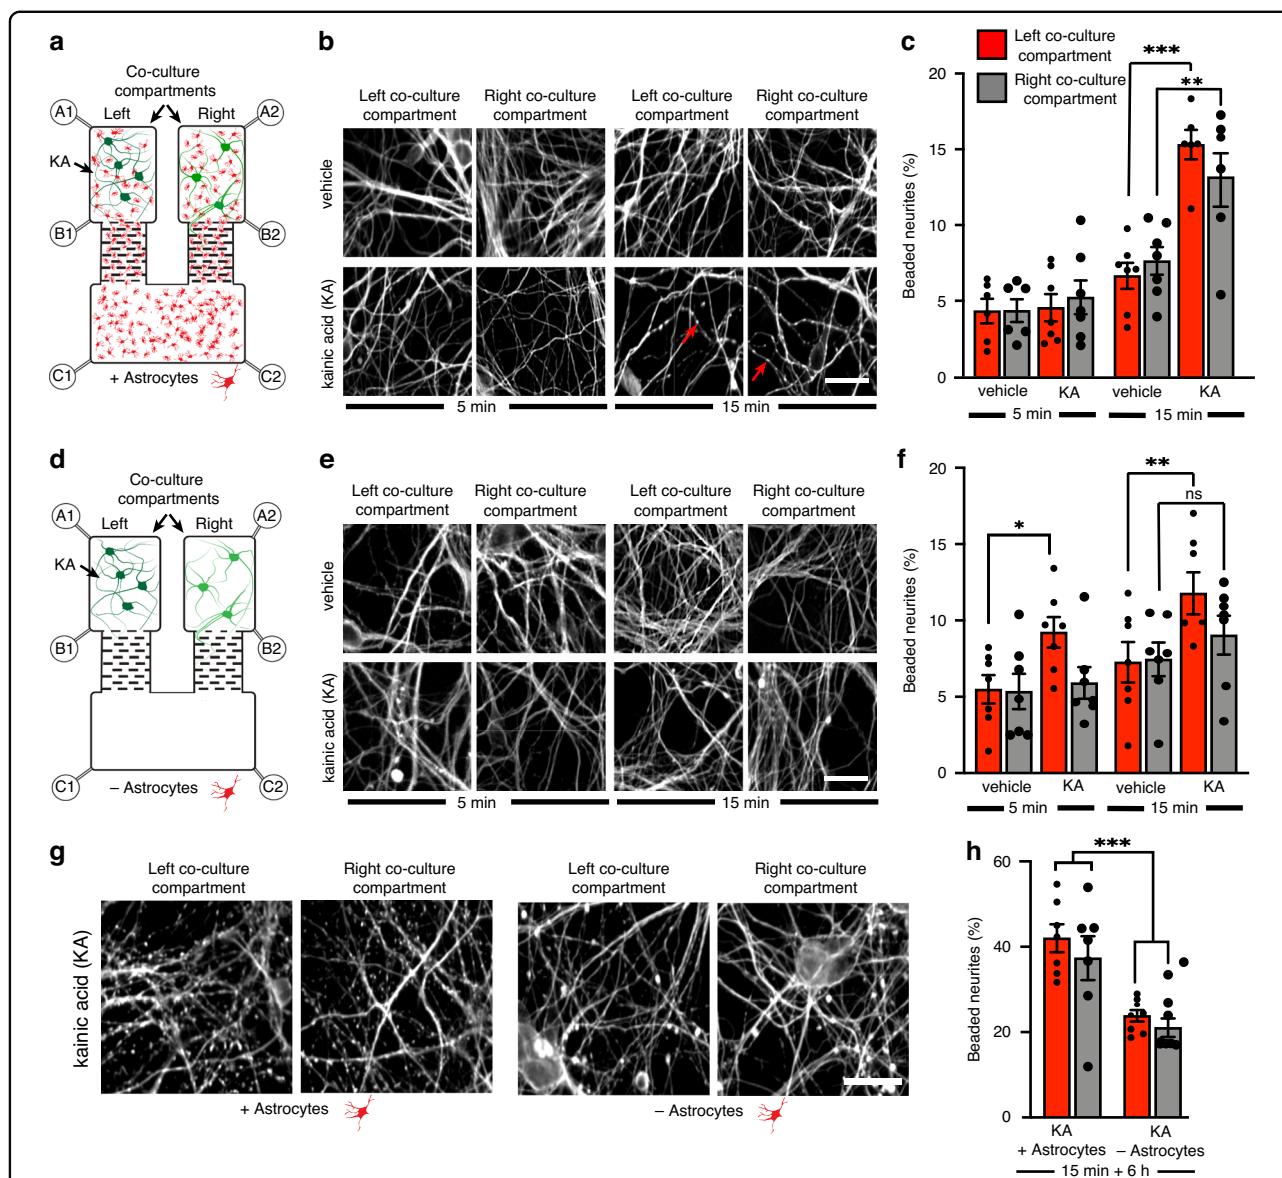 a
Co-culture
compartments
A1
Left
Right
A2
KA
B1
B2
C1
+ Astrocytes
C2
b
Left co-culture
compartment
Right co-culture
compartment
Left co-culture
compartment
Right co-culture
compartment
vehicle
kainic acid (KA)
5 min
15 min
c
Left co-culture
compartment
Right co-culture
compartment
***
**
Beaded neurites (%)
20
15
10
5
0
vehicle
KA
vehicle
KA
5 min
15 min
d
Co-culture
compartments
A1
Left
Right
A2
KA
B1
B2
C1
– Astrocytes
C2
e
Left co-culture
compartment
Right co-culture
compartment
Left co-culture
compartment
Right co-culture
compartment
vehicle
kainic acid (KA)
5 min
15 min
f
**
ns
*
Beaded neurites (%)
20
15
10
5
0
vehicle
KA
vehicle
KA
5 min
15 min
g
Left co-culture
compartment
Right co-culture
compartment
Left co-culture
compartment
Right co-culture
compartment
kainic acid (KA)
+ Astrocytes
– Astrocytes
h
***
Beaded neurites (%)
60
40
20
0
KA
+ Astrocytes
KA
– Astrocytes
15 min + 6 h